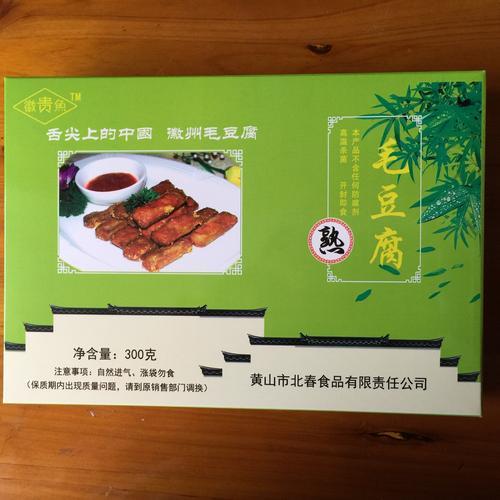 徽贵魚™
舌尖上的中國 徽州毛豆腐
毛豆腐
本产品不含任何防腐剂
高温杀菌 开封即食
熟
净含量：300克
注意事项：自然进气、涨袋勿食
（保质期内出现质量问题，请到原销售部门调换）
黄山市北春食品有限责任公司